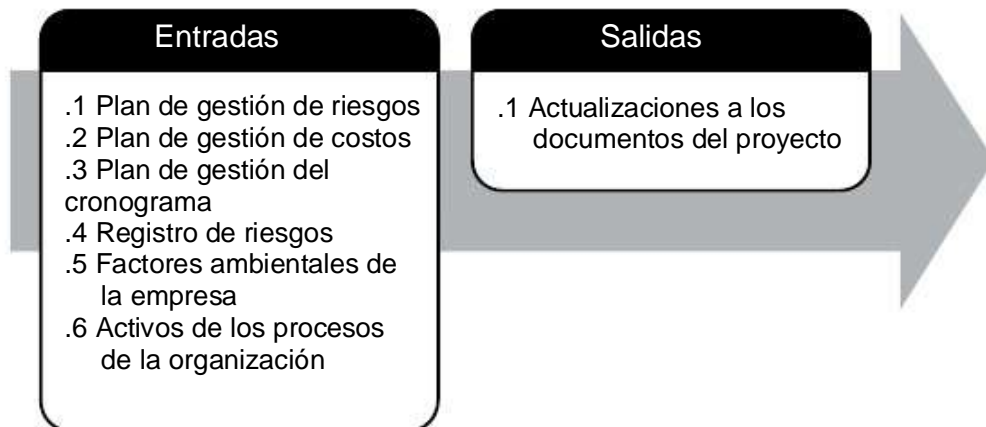 Entradas
.1 Plan de gestión de riesgos
.2 Plan de gestión de costos
.3 Plan de gestión del
cronograma
.4 Registro de riesgos
.5 Factores ambientales de
la empresa
.6 Activos de los procesos
de la organización
Salidas
.1 Actualizaciones a los
documentos del proyecto